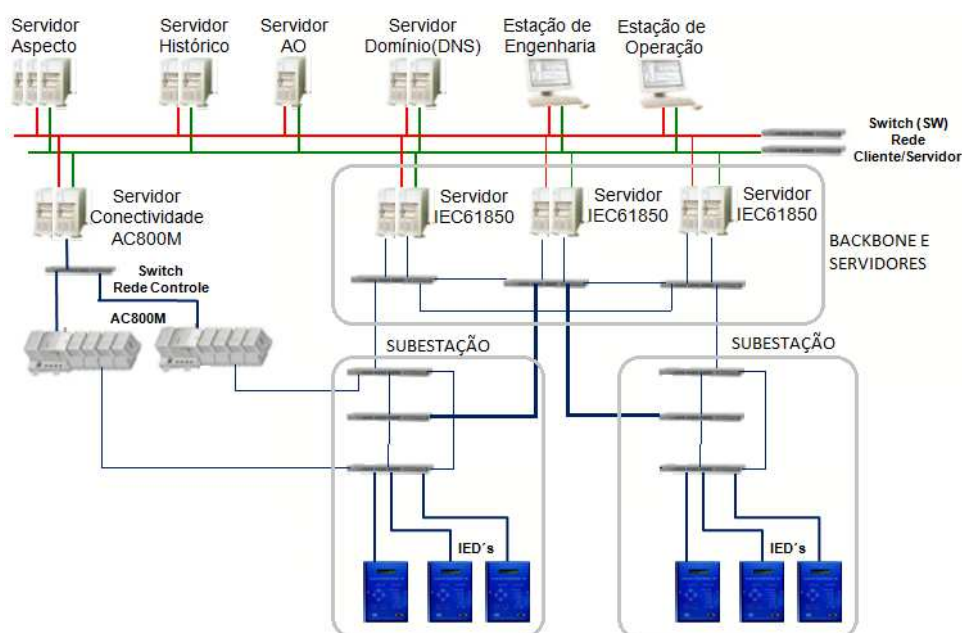 Servidor
Aspecto
Servidor
Histórico
Servidor
AO
Servidor
Domínio(DNS)
Estação de
Engenharia
Estação de
Operação
Switch (SW)
Rede
Cliente/Servidor
Servidor
Conectividade
AC800M
Servidor
IEC61850
Servidor
IEC61850
Servidor
IEC61850
BACKBONE E
SERVIDORES
Switch
Rede Controle
AC800M
SUBESTAÇÃO
SUBESTAÇÃO
IED´s
IED´s